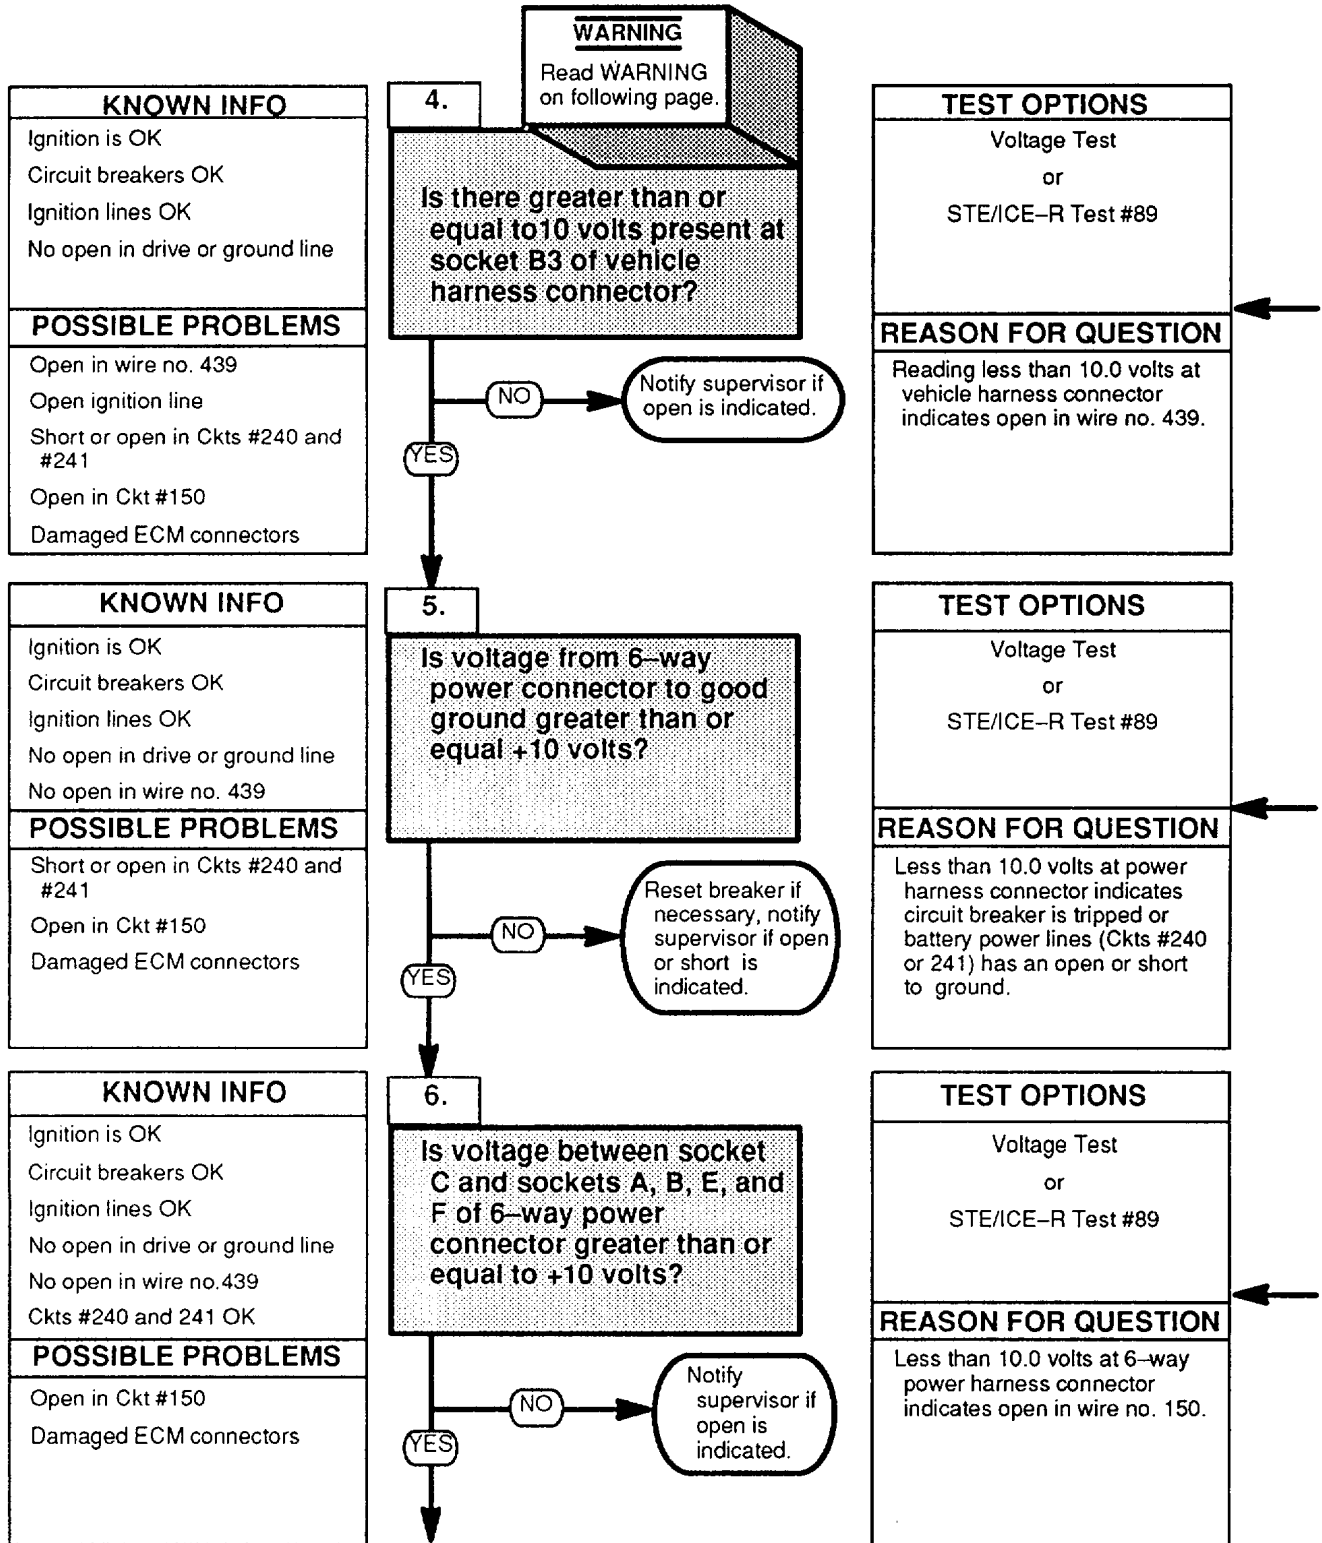 WARNING
Read WARNING
on following page.
KNOWN INFO
Ignition is OK
Circuit breakers OK
Ignition lines OK
No open in drive or ground line
POSSIBLE PROBLEMS
Open in wire no. 439
Open ignition line
Short or open in Ckts #240 and
#241
Open in Ckt #150
Damaged ECM connectors
4.
Is there greater than or
equal to10 volts present at
socket B3 of vehicle
harness connector?
NO
Notify supervisor if
open is indicated.
YES
TEST OPTIONS
Voltage Test
or
STE/ICE–R Test #89
REASON FOR QUESTION
Reading less than 10.0 volts at
vehicle harness connector
indicates open in wire no. 439.
KNOWN INFO
Ignition is OK
Circuit breakers OK
Ignition lines OK
No open in drive or ground line
No open in wire no. 439
POSSIBLE PROBLEMS
Short or open in Ckts #240 and
#241
Open in Ckt #150
Damaged ECM connectors
5.
Is voltage from 6–way
power connector to good
ground greater than or
equal +10 volts?
NO
Reset breaker if
necessary, notify
supervisor if open
or short is
indicated.
YES
TEST OPTIONS
Voltage Test
or
STE/ICE–R Test #89
REASON FOR QUESTION
Less than 10.0 volts at power
harness connector indicates
circuit breaker is tripped or
battery power lines (Ckts #240
or 241) has an open or short
to ground.
KNOWN INFO
Ignition is OK
Circuit breakers OK
Ignition lines OK
No open in drive or ground line
No open in wire no.439
Ckts #240 and 241 OK
POSSIBLE PROBLEMS
Open in Ckt #150
Damaged ECM connectors
6.
Is voltage between socket
C and sockets A, B, E, and
F of 6–way power
connector greater than or
equal to +10 volts?
NO
Notify
supervisor if
open is
indicated.
YES
TEST OPTIONS
Voltage Test
or
STE/ICE–R Test #89
REASON FOR QUESTION
Less than 10.0 volts at 6–way
power harness connector
indicates open in wire no. 150.